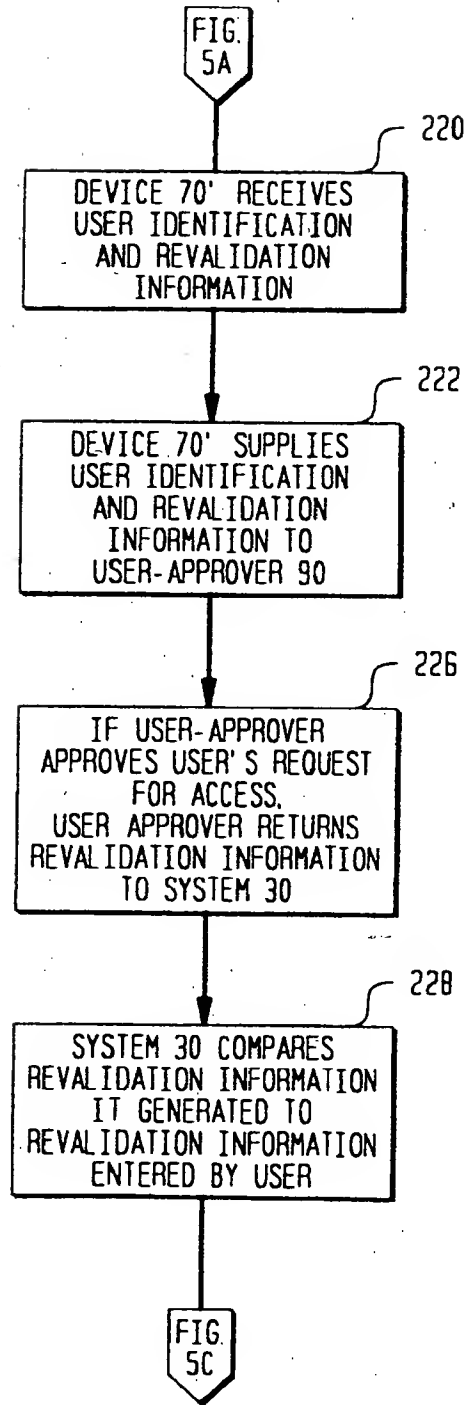 FIG.
5A
220
DEVICE 70' RECEIVES
USER IDENTIFICATION
AND REVALIDATION
INFORMATION
222
DEVICE 70' SUPPLIES
USER IDENTIFICATION
AND REVALIDATION
INFORMATION TO
USER-APPROVER 90
226
IF USER-APPROVER
APPROVES USER'S REQUEST
FOR ACCESS,
USER APPROVER RETURNS
REVALIDATION INFORMATION
TO SYSTEM 30
228
SYSTEM 30 COMPARES
REVALIDATION INFORMATION
IT GENERATED TO
REVALIDATION INFORMATION
ENTERED BY USER
FIG.
5C